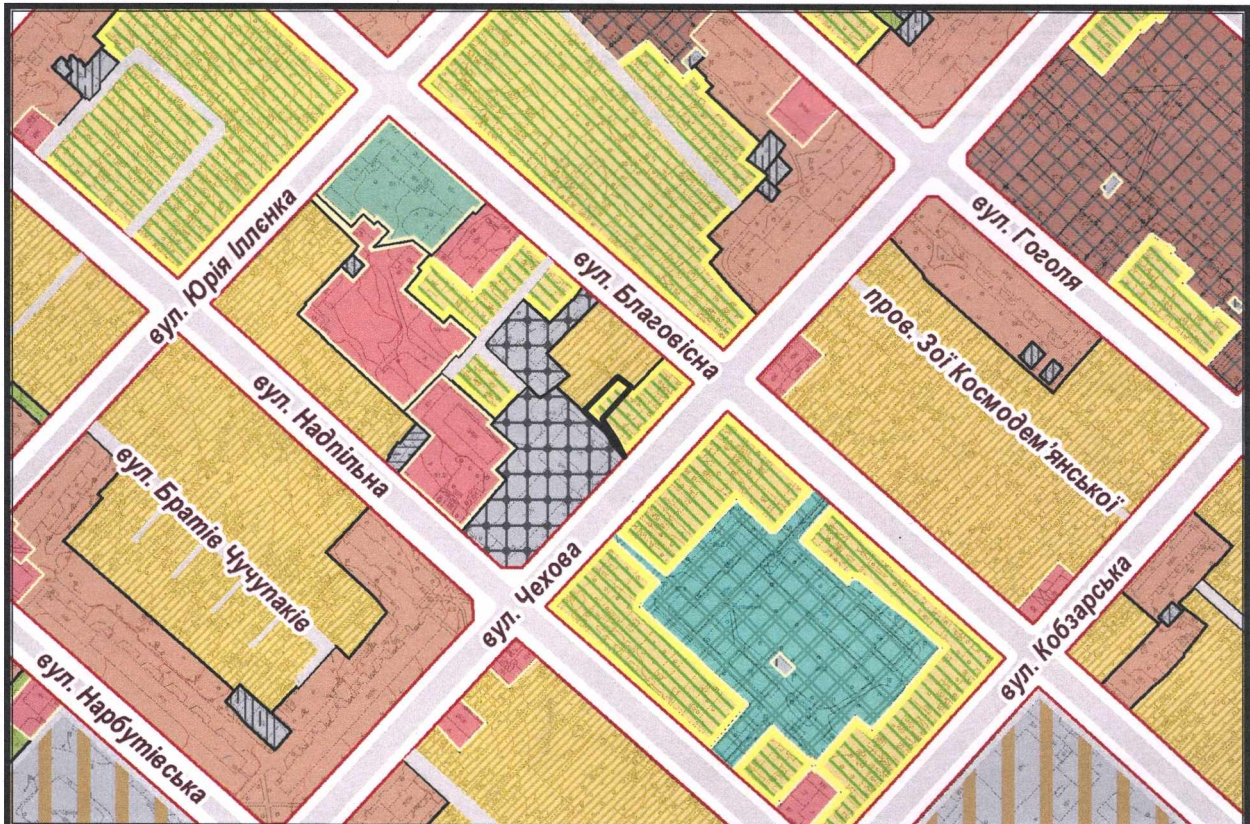 вул. Юрія Іллєнка
вул. Благовісна
вул. Гоголя
пров. Зої Космодем'янської
вул. Надпільна
вул. Братів Чучупаків
вул. Чехова
вул. Кобзарська
вул. Нарбутівська